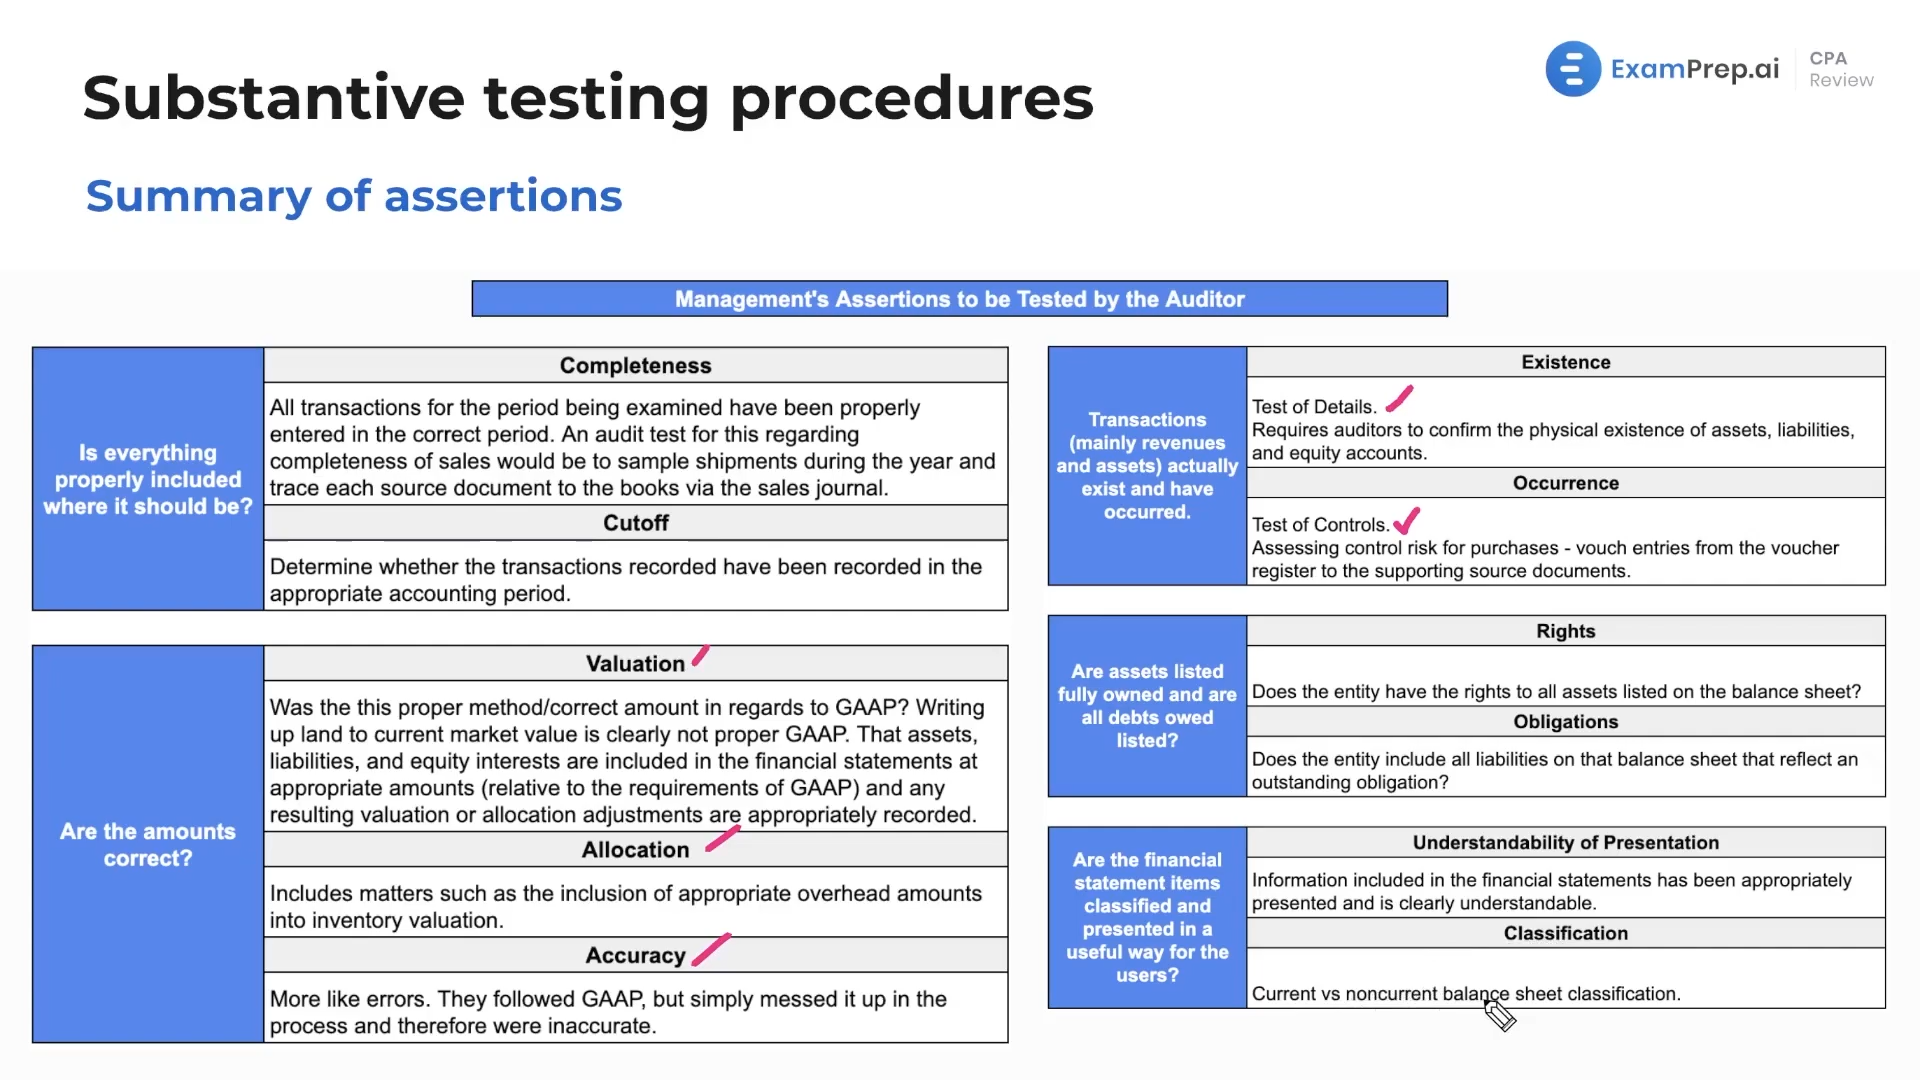 Substantive testing procedures
ExamPrep.ai
CPA
Review
Summary of assertions
Management's Assertions to be Tested by the Auditor
Is everything
properly included
where it should be?
Completeness
All transactions for the period being examined have been properly
entered in the correct period. An audit test for this regarding
completeness of sales would be to sample shipments during the year and
trace each source document to the books via the sales journal.
Cutoff
Determine whether the transactions recorded have been recorded in the
appropriate accounting period.
Are the amounts
correct?
Valuation
Was the this proper method/correct amount in regards to GAAP? Writing
up land to current market value is clearly not proper GAAP. That assets,
liabilities, and equity interests are included in the financial statements at
appropriate amounts (relative to the requirements of GAAP) and any
resulting valuation or allocation adjustments are appropriately recorded.
Allocation
Includes matters such as the inclusion of appropriate overhead amounts
into inventory valuation.
Accuracy
More like errors. They followed GAAP, but simply messed it up in the
process and therefore were inaccurate.
Transactions
(mainly revenues
and assets) actually
exist and have
occurred.
Existence
Test of Details.
Requires auditors to confirm the physical existence of assets, liabilities,
and equity accounts.
Occurrence
Test of Controls.
Assessing control risk for purchases - vouch entries from the voucher
register to the supporting source documents.
Are assets listed
fully owned and are
all debts owed
listed?
Rights
Does the entity have the rights to all assets listed on the balance sheet?
Obligations
Does the entity include all liabilities on that balance sheet that reflect an
outstanding obligation?
Are the financial
statement items
classified and
presented in a
useful way for the
users?
Understandability of Presentation
Information included in the financial statements has been appropriately
presented and is clearly understandable.
Classification
Current vs noncurrent balance sheet classification.